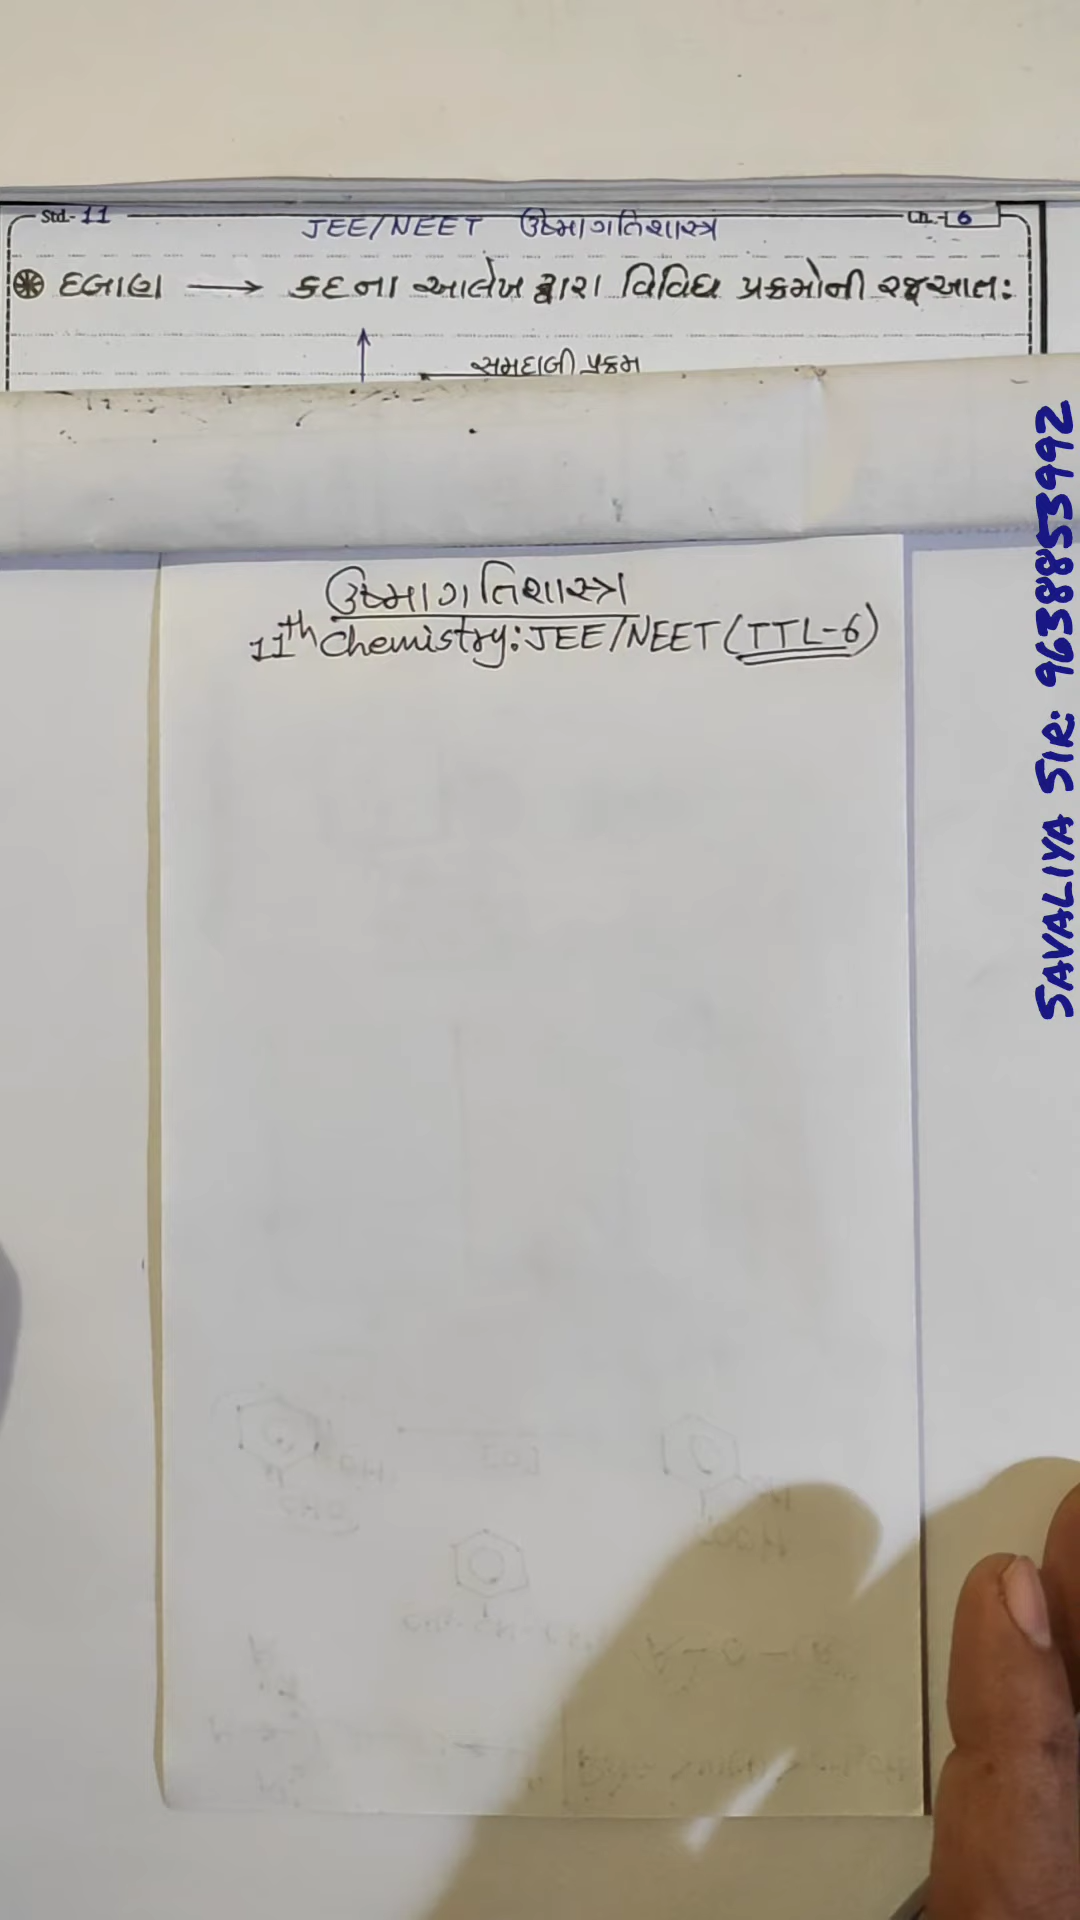 Std.- 11
JEE/NEET ઉષ્માગતિશાસ્ત્ર
Ch.- 6
દબાણ → કદના આલેખ દ્વારા વિવિધ પ્રક્રમોની રજૂઆત:
સમદાબી પ્રક્રમ
ઉષ્માગતિશાસ્ત્ર
11th Chemistry: JEE/NEET (TTL-6)
SAVALIYA SIR: 9638853992